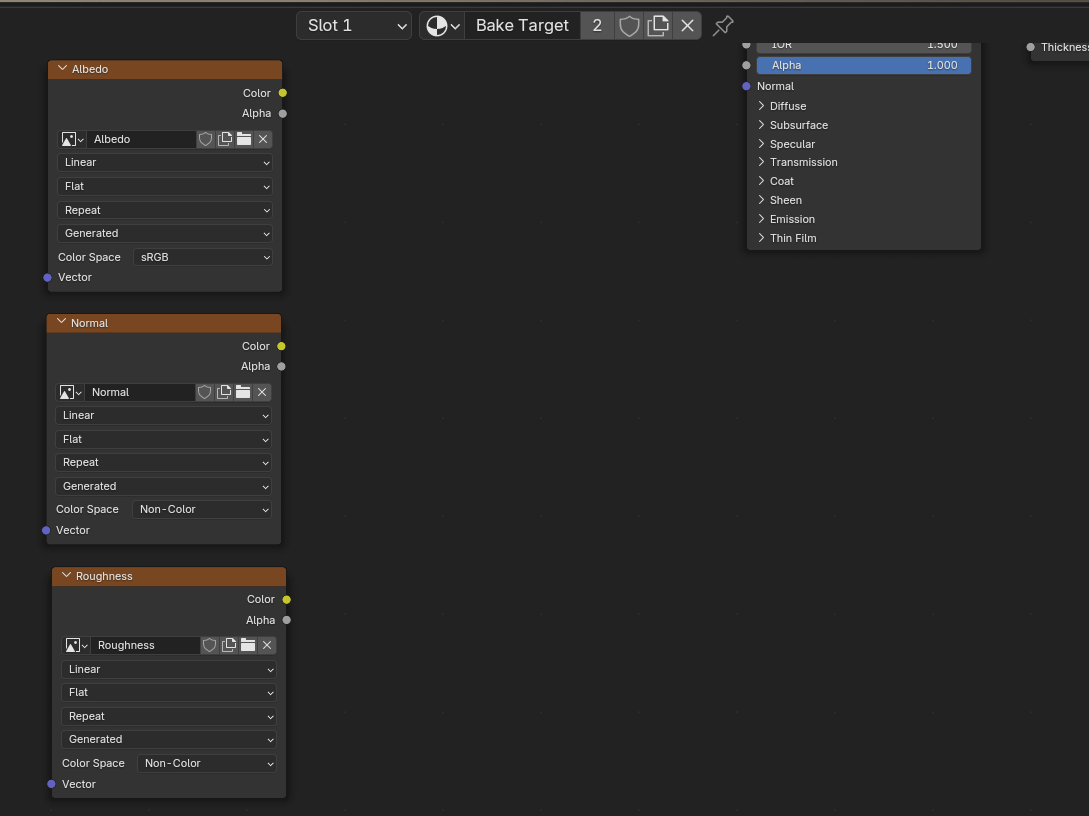 Slot 1
Bake Target
2
Albedo
Color
Alpha
Albedo
Linear
Flat
Repeat
Generated
Color Space sRGB
Vector
Normal
Color
Alpha
Normal
Linear
Flat
Repeat
Generated
Color Space Non-Color
Vector
Roughness
Color
Alpha
Roughness
Linear
Flat
Repeat
Generated
Color Space Non-Color
Vector
IOR 1.500
Alpha 1.000
Normal
Diffuse
Subsurface
Specular
Transmission
Coat
Sheen
Emission
Thin Film
Thicknes